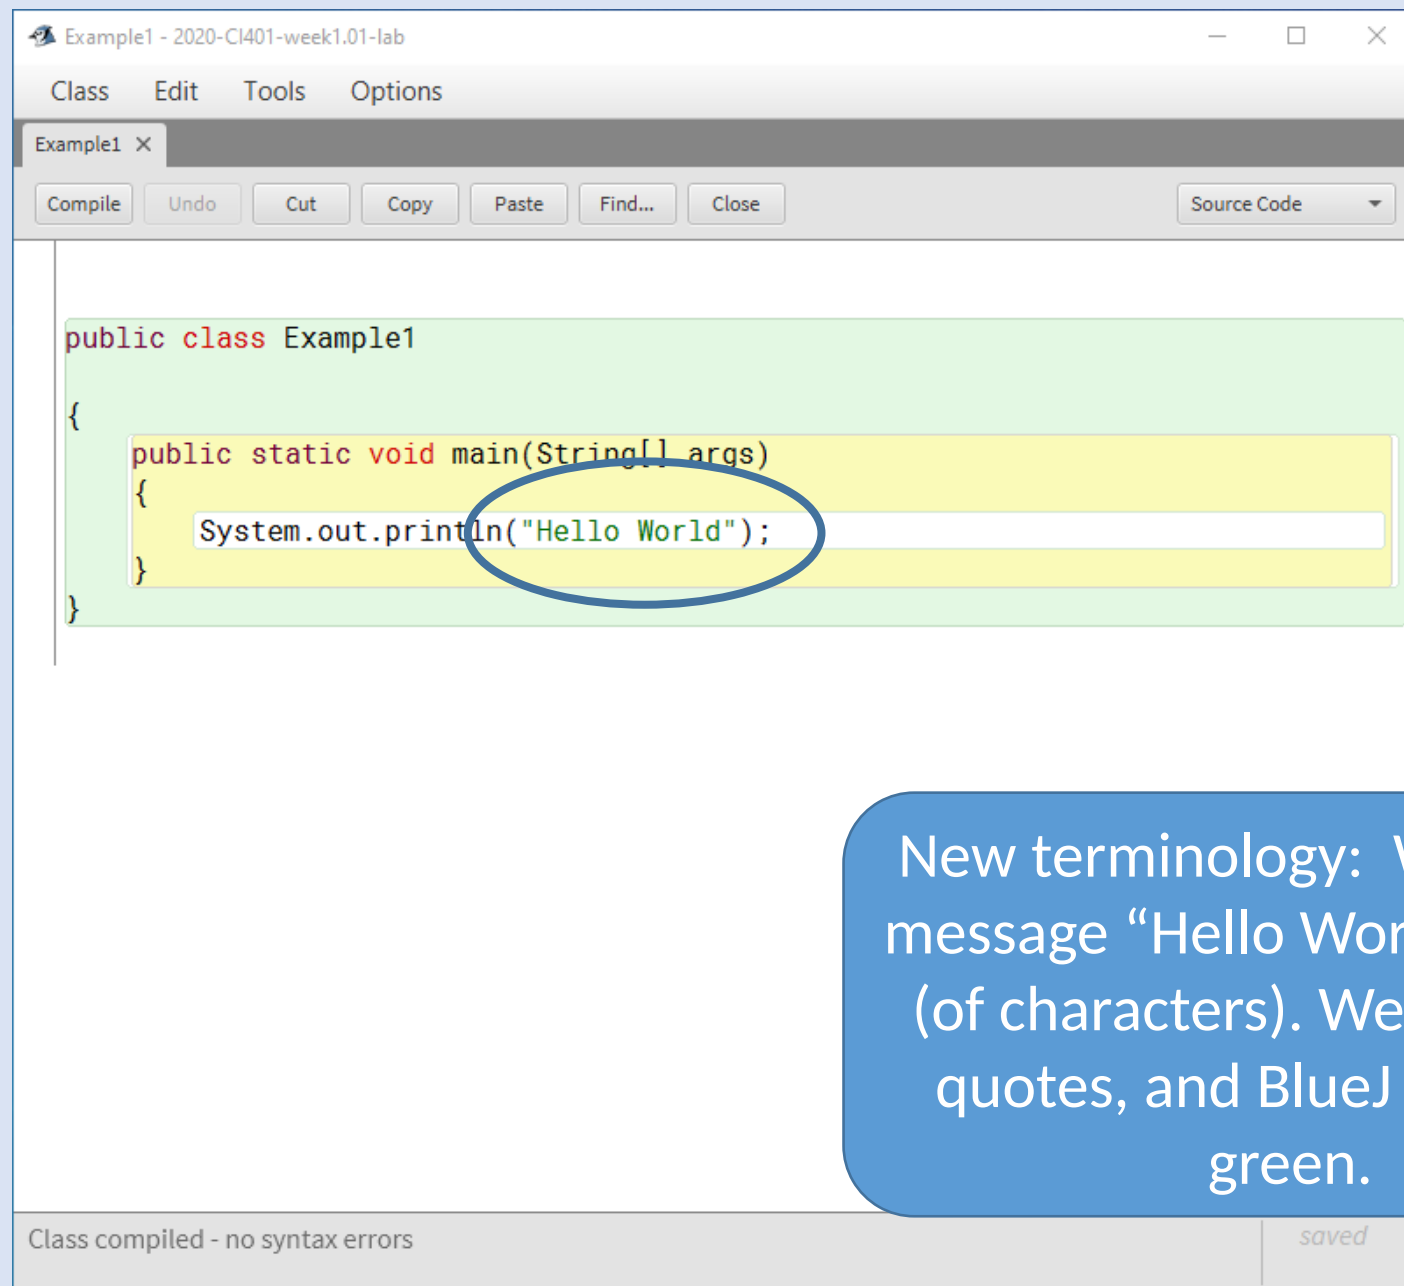 Example1 - 2020-CI401-week1.01-lab
Class Edit Tools Options
Example1
Compile Undo Cut Copy Paste Find... Close Source Code
public class Example1
{
public static void main(String[] args)
{
System.out.println("Hello World");
}
}
New terminology:
message “Hello
(of characters). We
quotes, and BlueJ
green.
Class compiled - no syntax errors saved